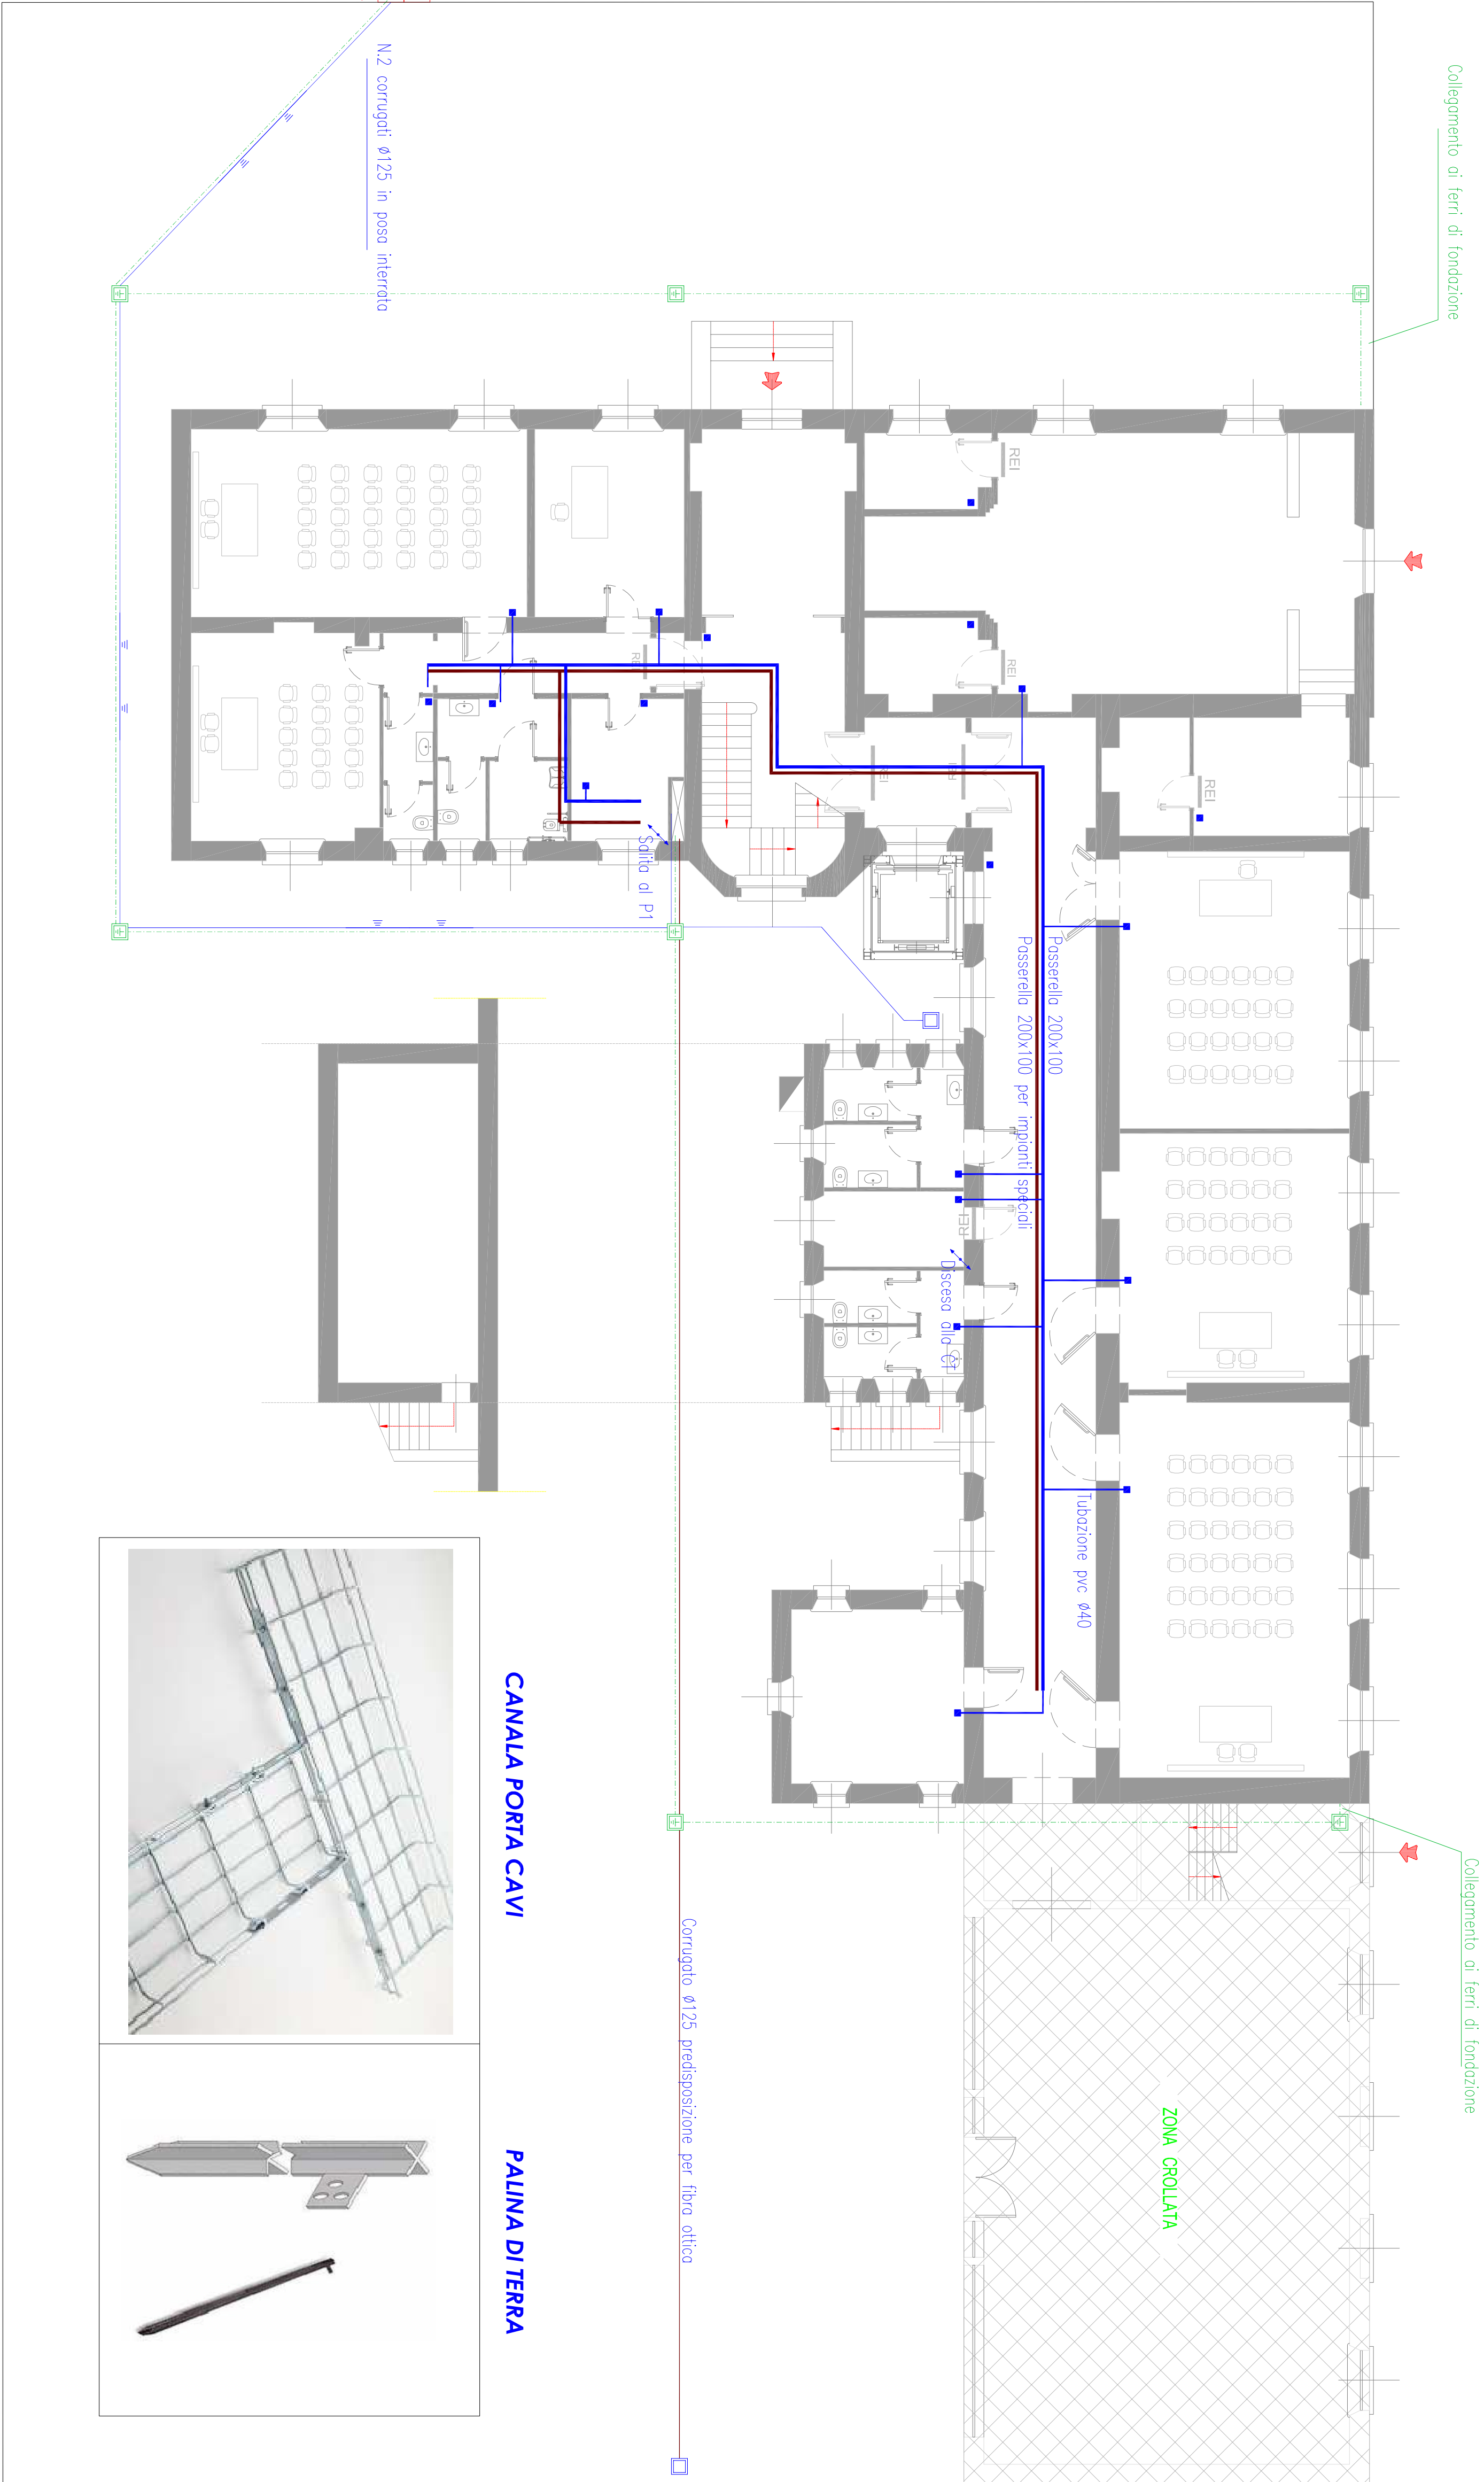 Collegamento ai ferri di fondazione
N.2 corrugati Ø125 in posa interrata
REI
REI
REI
REI
REI
REI
Salita al P1
Passerella 200x100
Passerella 200x100 per impianti speciali
REI
Discesa alla CT
Tubazione pvc Ø40
Collegamento ai ferri di fondazione
ZONA CROLLATA
Corrugato Ø125 predisposizione per fibra ottica
CANALA PORTA CAVI
PALINA DI TERRA